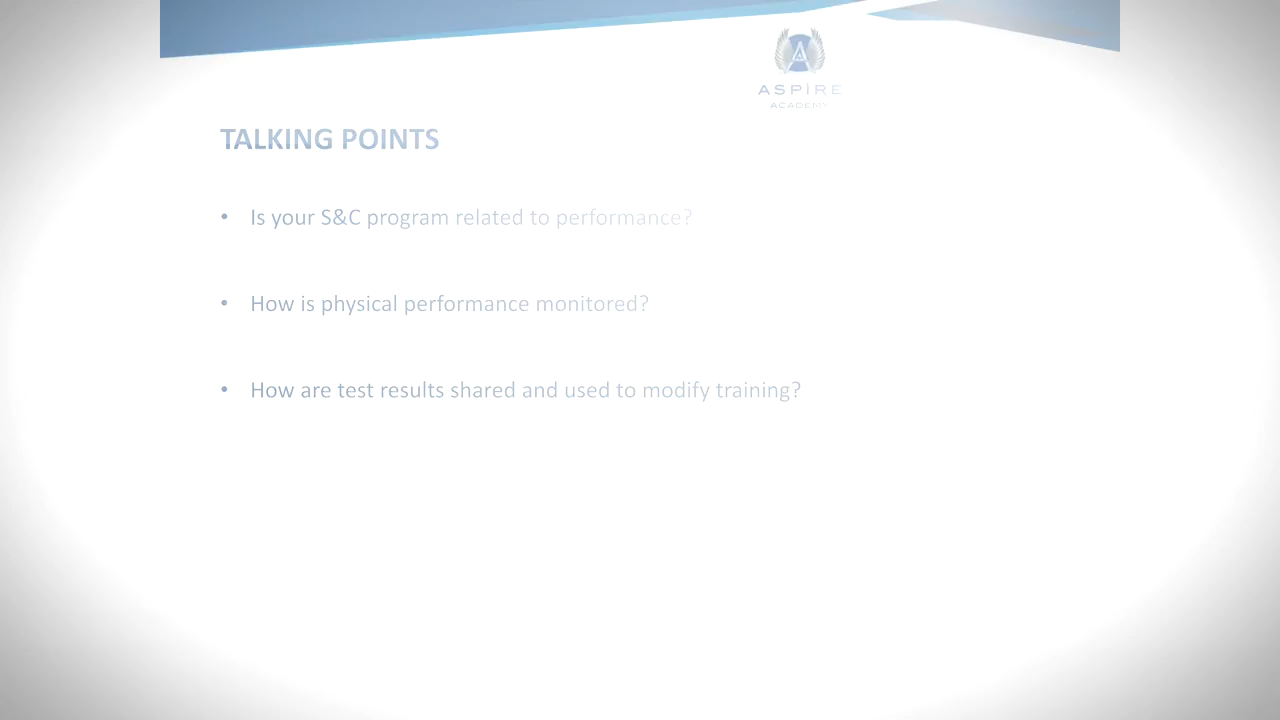 ASPIRE
ACADEMY
TALKING POINTS
• Is your S&C program related to performance?
• How is physical performance monitored?
• How are test results shared and used to modify training?